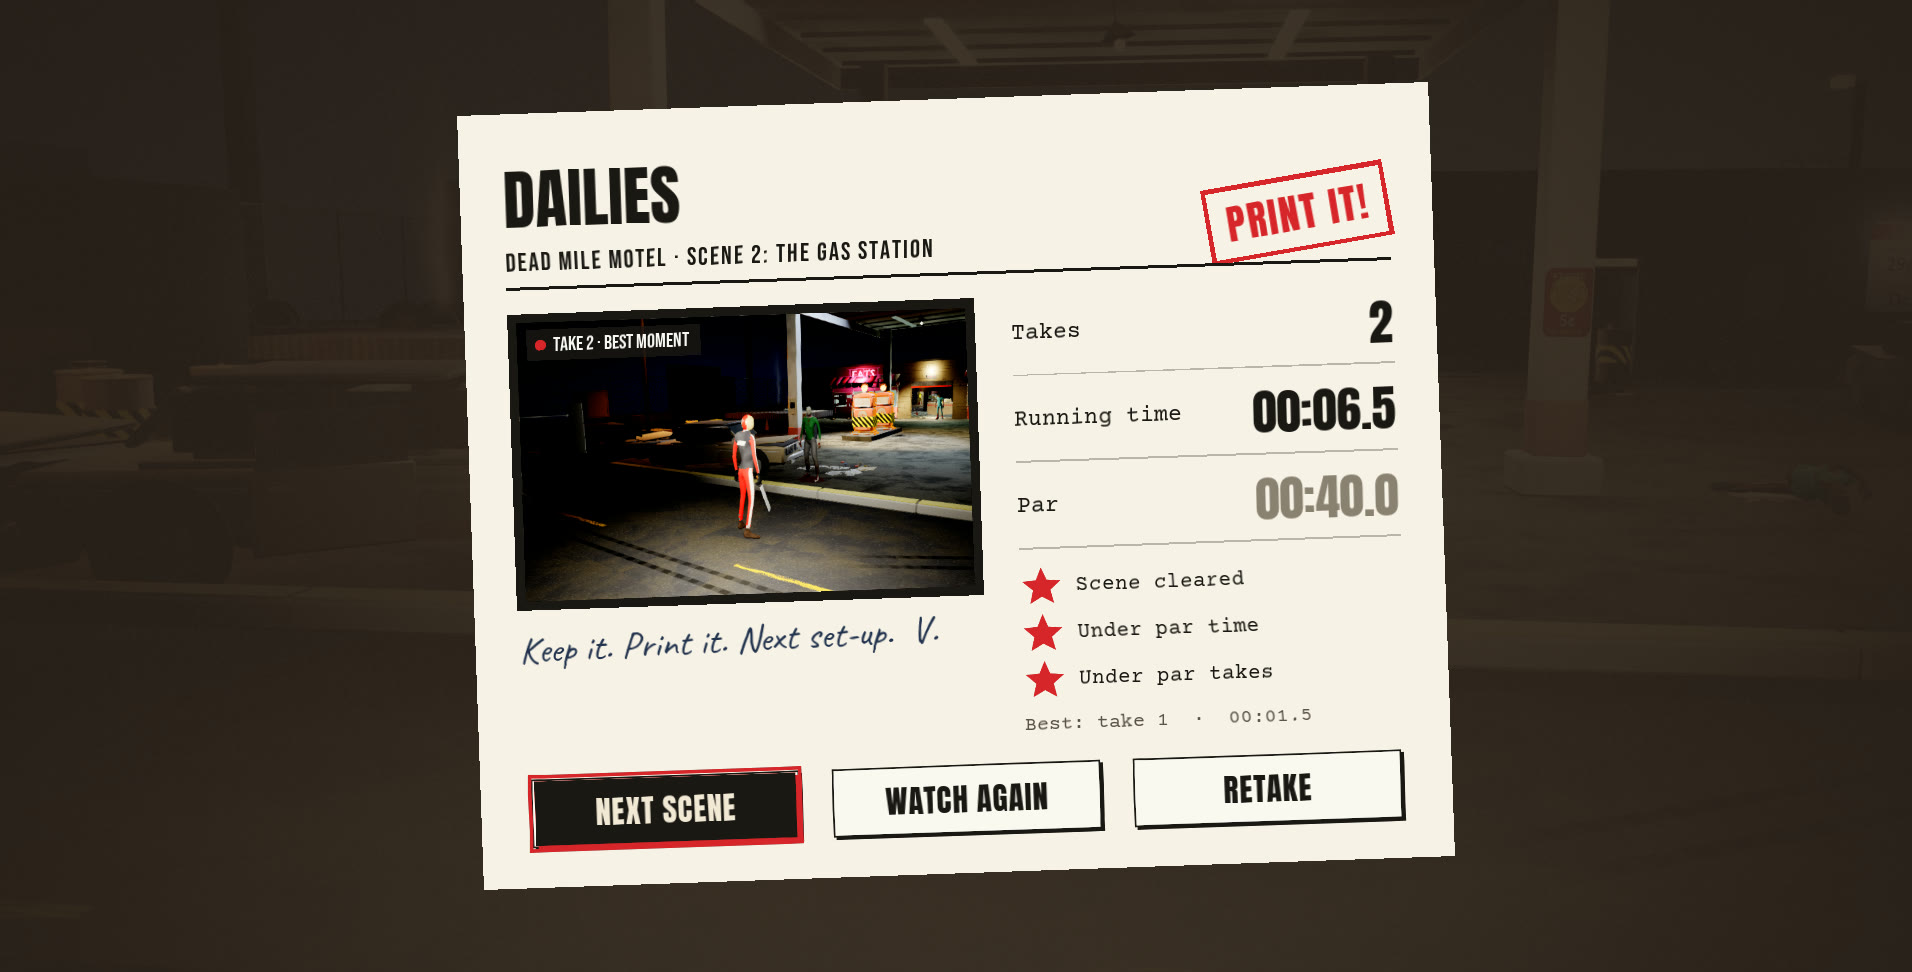 DAILIES
PRINT IT!
DEAD MILE MOTEL · SCENE 2: THE GAS STATION
TAKE 2 · BEST MOMENT
EATS
Keep it. Print it. Next set-up. V.
Takes 2
Running time 00:06.5
Par 00:40.0
Scene cleared
Under par time
Under par takes
Best: take 1 · 00:01.5
NEXT SCENE
WATCH AGAIN
RETAKE